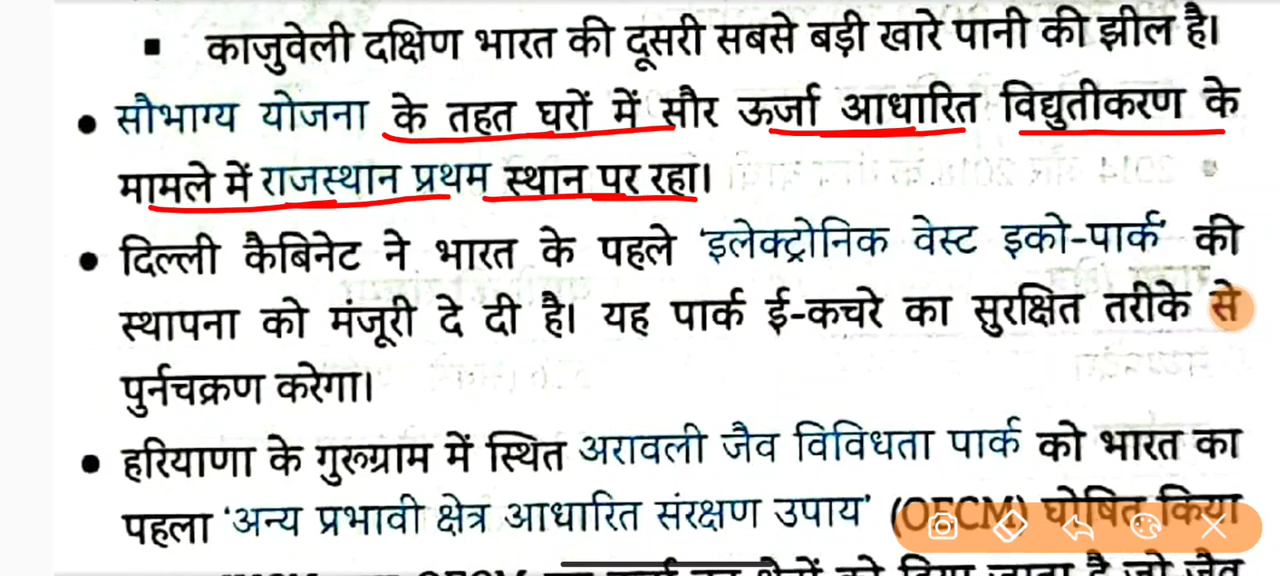 ▪ काजुवेली दक्षिण भारत की दूसरी सबसे बड़ी खारे पानी की झील है।
• सौभाग्य योजना के तहत घरों में सौर ऊर्जा आधारित विद्युतीकरण के
मामले में राजस्थान प्रथम स्थान पर रहा।
• दिल्ली कैबिनेट ने भारत के पहले 'इलेक्ट्रोनिक वेस्ट इको-पार्क' की
स्थापना को मंजूरी दे दी है। यह पार्क ई-कचरे का सुरक्षित तरीके से
पुर्नचक्रण करेगा।
• हरियाणा के गुरुग्राम में स्थित अरावली जैव विविधता पार्क को भारत का
पहला 'अन्य प्रभावी क्षेत्र आधारित संरक्षण उपाय' (OECM) घोषित किया